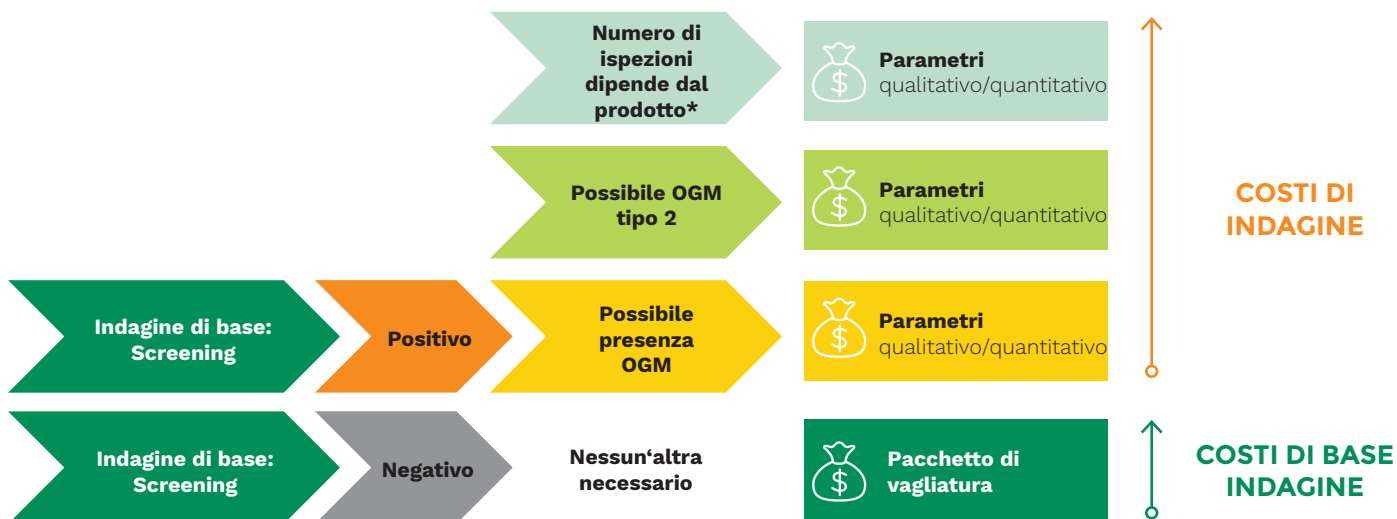 Numero di
ispezioni
dipende dal
prodotto*
$
Parametri
qualitativo/quantitativo
Possibile OGM
tipo 2
$
Parametri
qualitativo/quantitativo
COSTI DI
INDAGINE
Indagine di base:
Screening
Positivo
Possibile
presenza
OGM
$
Parametri
qualitativo/quantitativo
Indagine di base:
Screening
Negativo
Nessun‘altra
necessario
$
Pacchetto di
vagliatura
COSTI DI BASE
INDAGINE